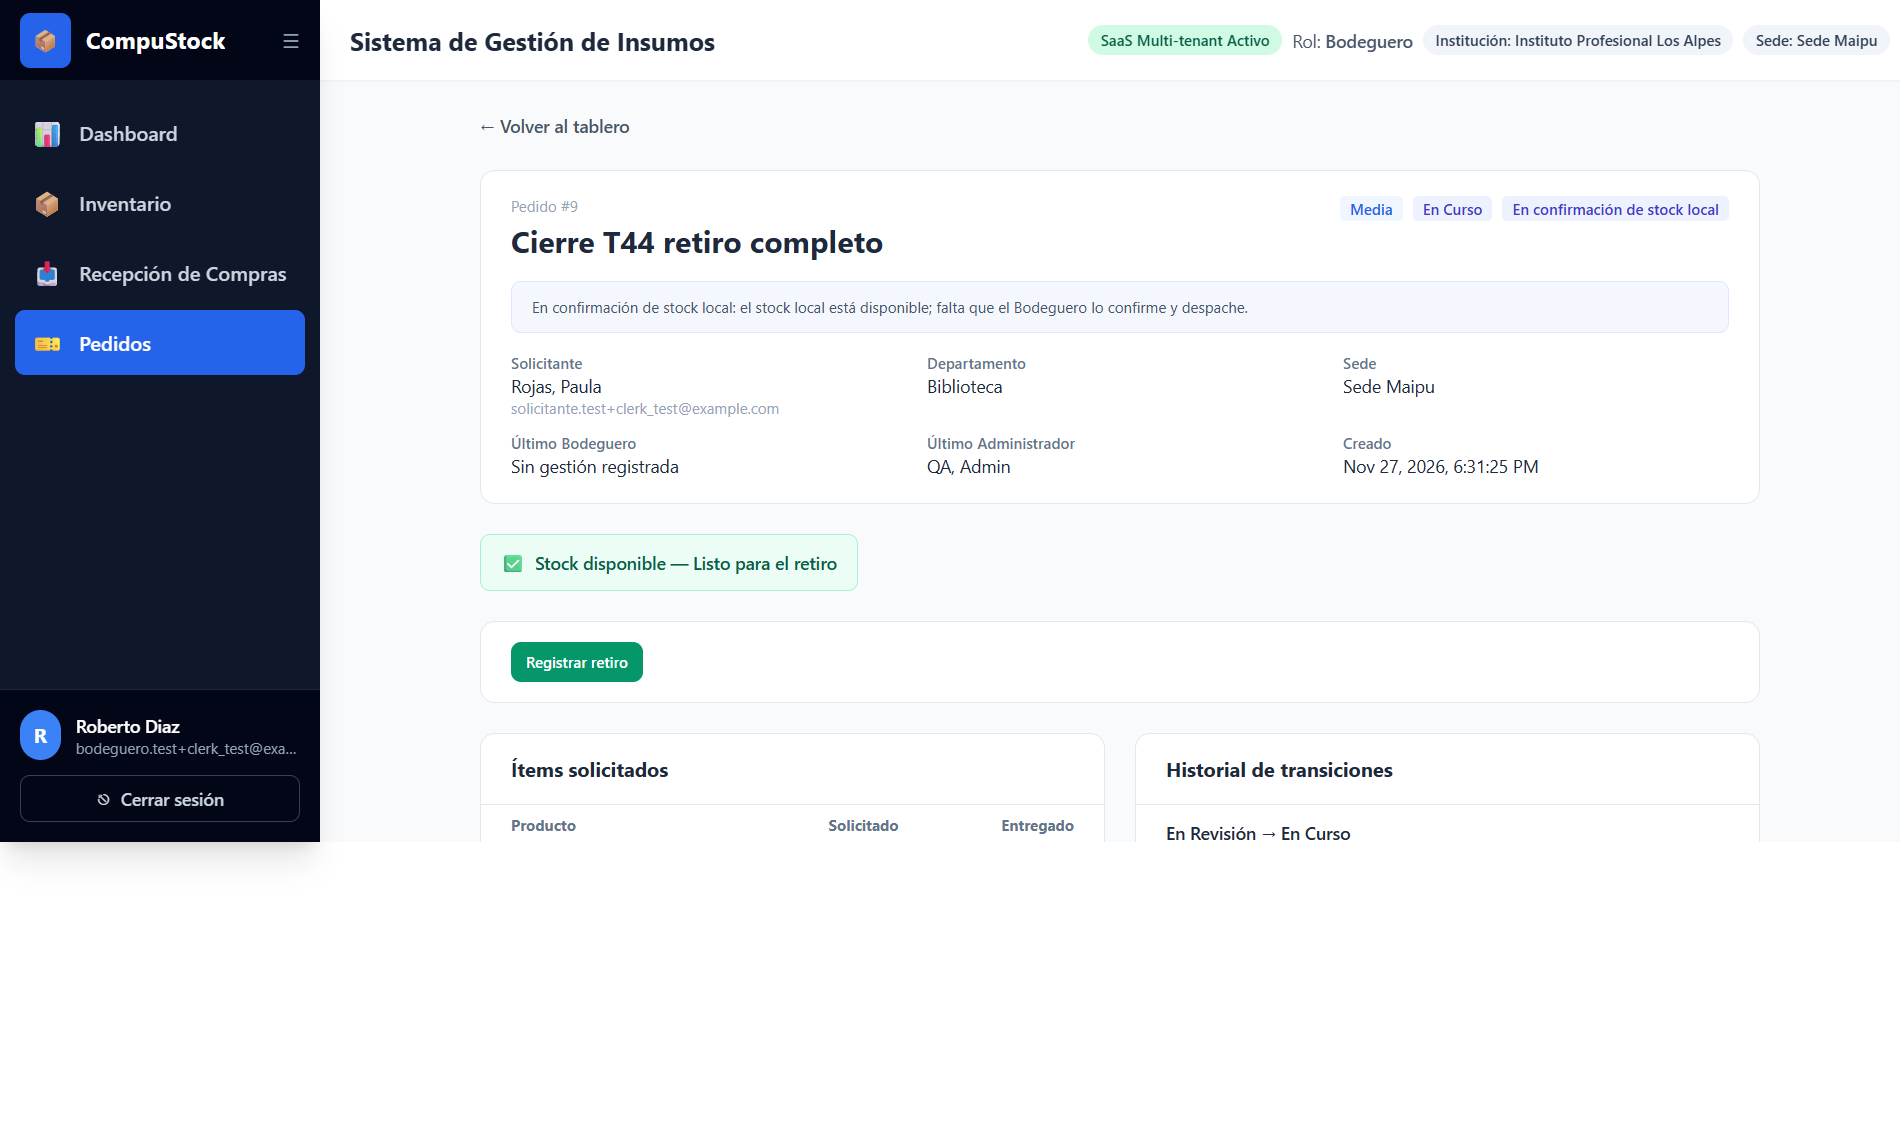 CompuStock
☰
Sistema de Gestión de Insumos
SaaS Multi-tenant Activo
Rol: Bodeguero
Institución: Instituto Profesional Los Alpes
Sede: Sede Maipu
Dashboard
Inventario
Recepción de Compras
Pedidos
← Volver al tablero
Pedido #9
Media
En Curso
En confirmación de stock local
Cierre T44 retiro completo
En confirmación de stock local: el stock local está disponible; falta que el Bodeguero lo confirme y despache.
Solicitante
Rojas, Paula
solicitante.test+clerk_test@example.com
Departamento
Biblioteca
Sede
Sede Maipu
Último Bodeguero
Sin gestión registrada
Último Administrador
QA, Admin
Creado
Nov 27, 2026, 6:31:25 PM
✅ Stock disponible — Listo para el retiro
Registrar retiro
Ítems solicitados
Producto
Solicitado
Entregado
Historial de transiciones
En Revisión → En Curso
R
Roberto Diaz
bodeguero.test+clerk_test@exa...
Cerrar sesión